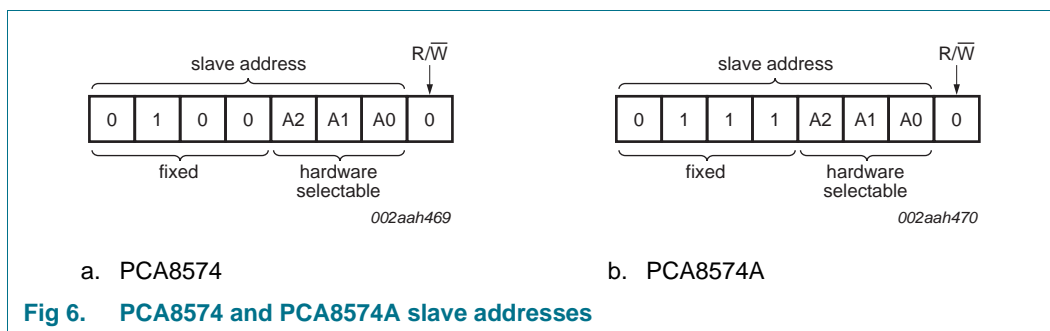 R/W R/W
slave address slave address
0 1 0 0 A2 A1 A0 0 0 1 1 1 A2 A1 A0 0
fixed hardware selectable fixed hardware selectable
002aah469 002aah470
a. PCA8574 b. PCA8574A
Fig 6. PCA8574 and PCA8574A slave addresses